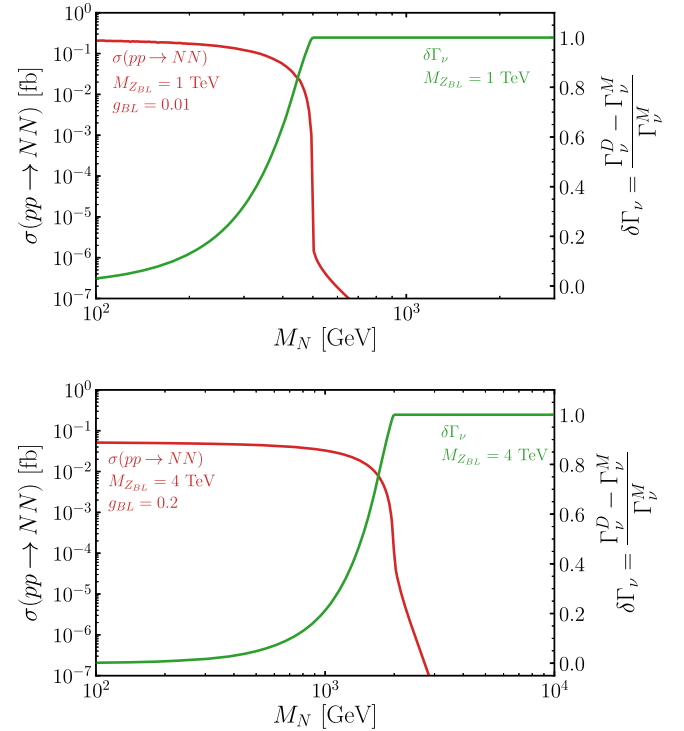 10^0
10^-1
10^-2
10^-3
10^-4
10^-5
10^-6
10^-7
σ(pp → NN) [fb]
σ(pp → NN)
M_{Z_{BL}} = 1 TeV
g_{BL} = 0.01
δΓ_ν
M_{Z_{BL}} = 1 TeV
1.0
0.8
0.6
0.4
0.2
0.0
δΓ_ν = (Γ_ν^D − Γ_ν^M) / Γ_ν^M
10^2
10^3
M_N [GeV]
10^0
10^-1
10^-2
10^-3
10^-4
10^-5
10^-6
10^-7
σ(pp → NN) [fb]
σ(pp → NN)
M_{Z_{BL}} = 4 TeV
g_{BL} = 0.2
δΓ_ν
M_{Z_{BL}} = 4 TeV
1.0
0.8
0.6
0.4
0.2
0.0
δΓ_ν = (Γ_ν^D − Γ_ν^M) / Γ_ν^M
10^2
10^3
10^4
M_N [GeV]